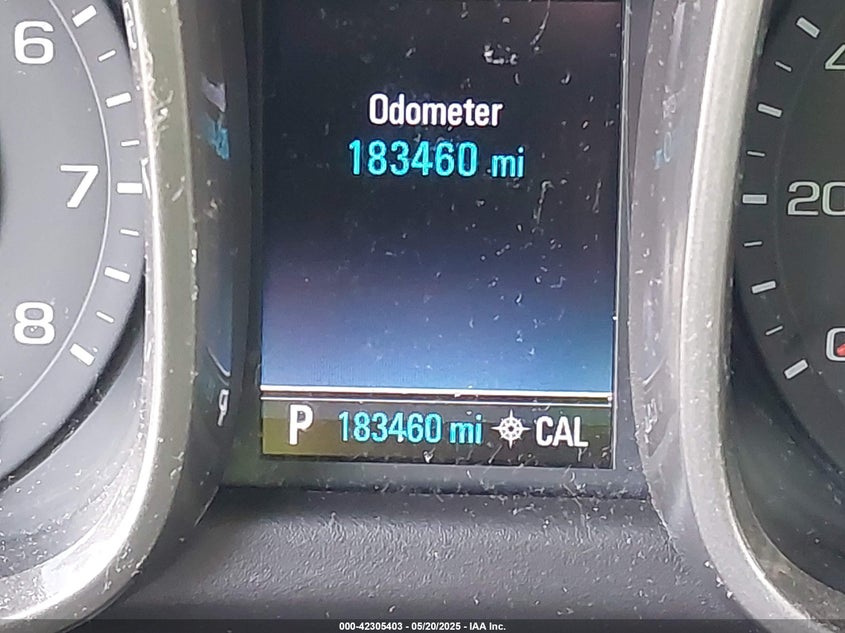 6
7
8
Odometer
183460 mi
P 183460 mi CAL
20
000-42305403 - 05/20/2025 - IAA Inc.